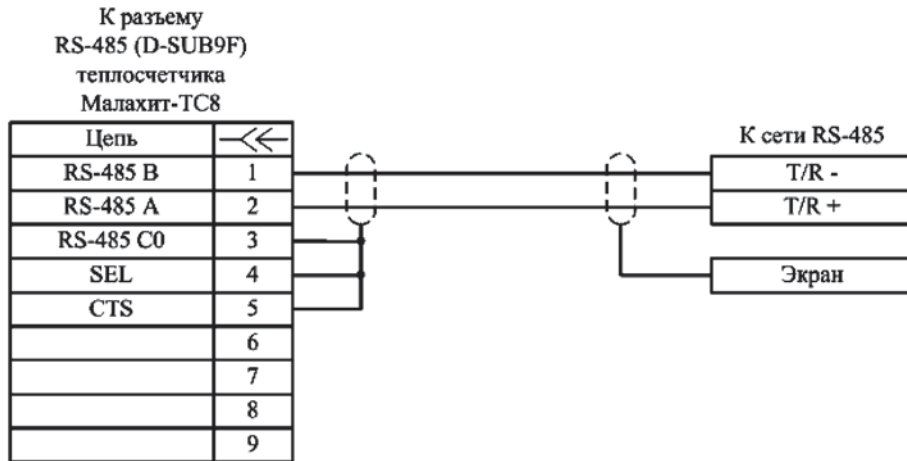 К разъему
RS-485 (D-SUB9F)
теплосчетчика
Малахит-ТС8
Цепь
К сети RS-485
RS-485 B 1 T/R -
RS-485 A 2 T/R +
RS-485 C0 3
SEL 4 Экран
CTS 5
6
7
8
9